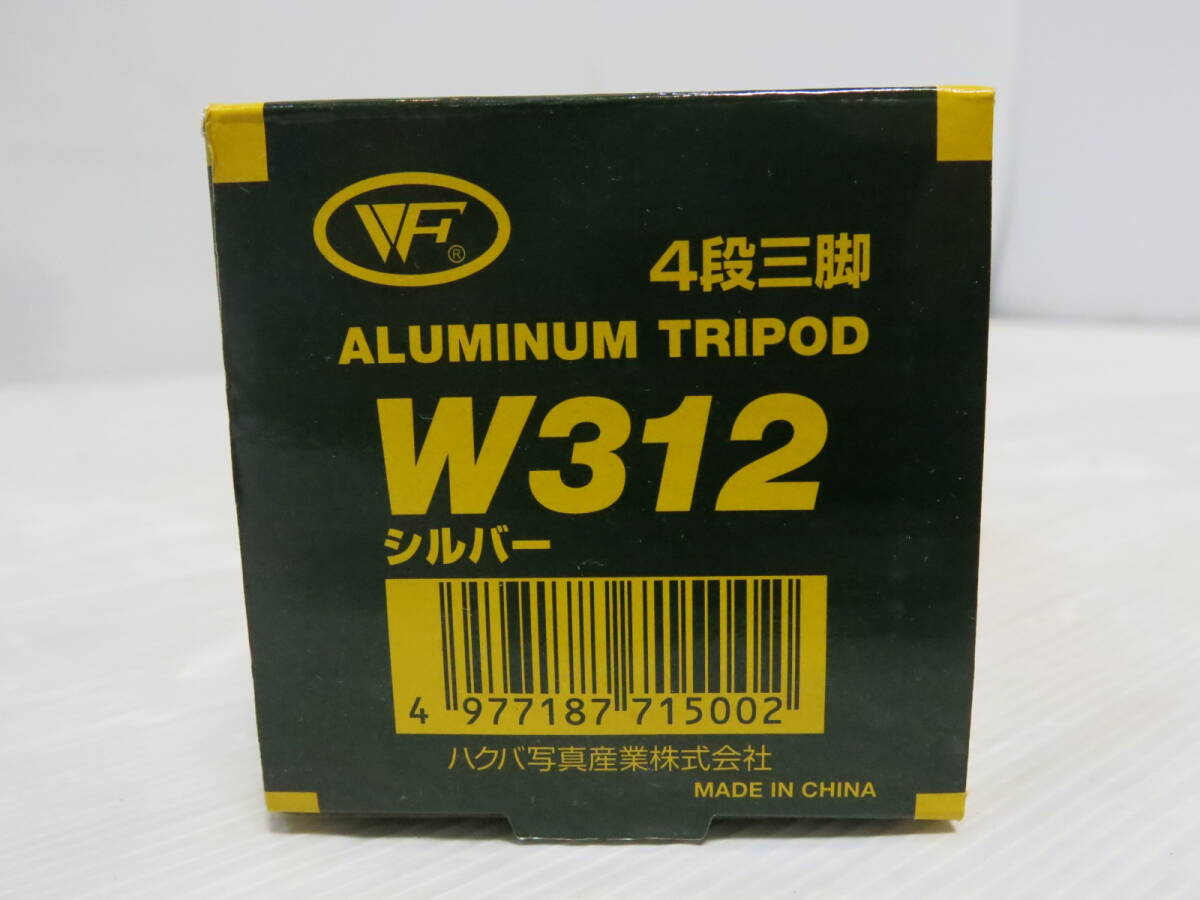 WF®
4段三脚
ALUMINUM TRIPOD
W312
シルバー
4 977187 715002
ハクバ写真産業株式会社
MADE IN CHINA